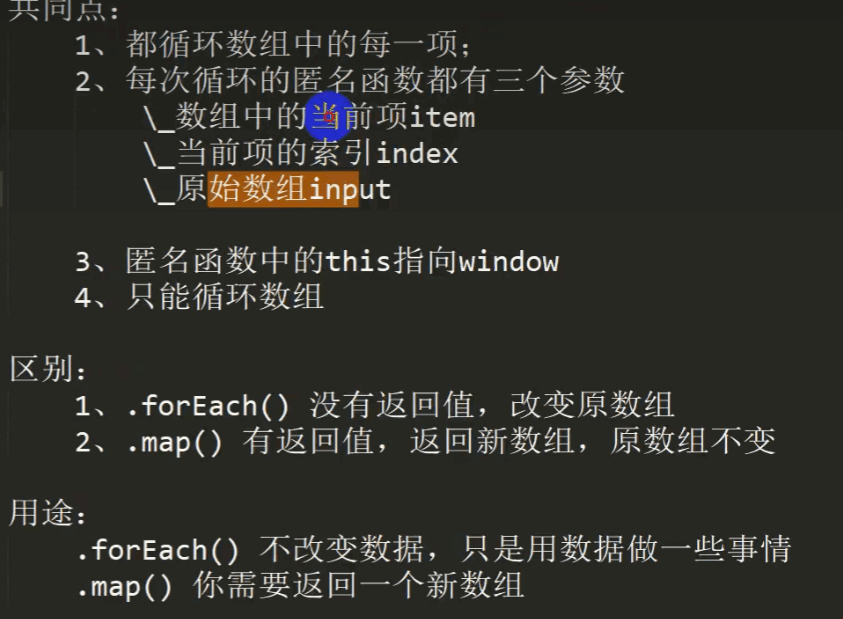 共同点：
1、都循环数组中的每一项；
2、每次循环的匿名函数都有三个参数
\_数组中的当前项item
\_当前项的索引index
\_原始数组input
3、匿名函数中的this指向window
4、只能循环数组
区别：
1、.forEach() 没有返回值，改变原数组
2、.map() 有返回值，返回新数组，原数组不变
用途：
.forEach() 不改变数据，只是用数据做一些事情
.map() 你需要返回一个新数组